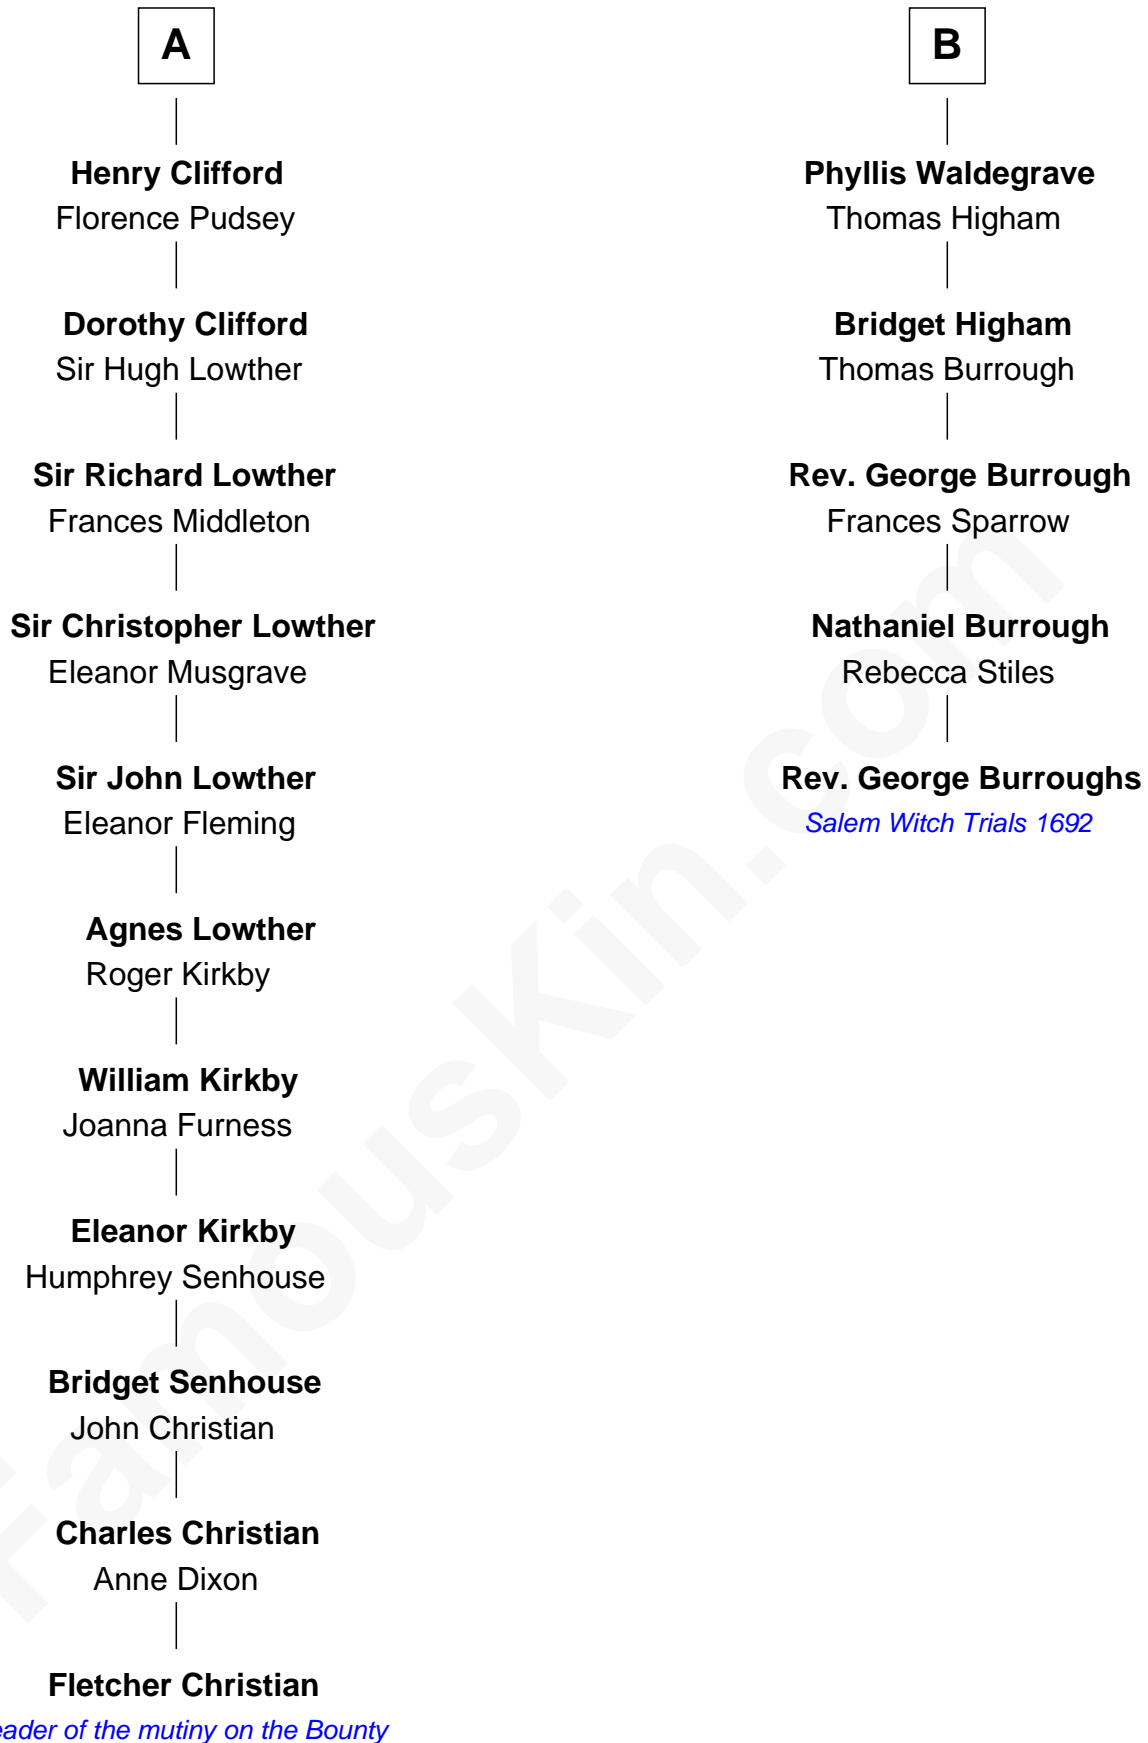 A
Henry Clifford
Florence Pudsey
Dorothy Clifford
Sir Hugh Lowther
Sir Richard Lowther
Frances Middleton
Sir Christopher Lowther
Eleanor Musgrave
Sir John Lowther
Eleanor Fleming
Agnes Lowther
Roger Kirkby
William Kirkby
Joanna Furness
Eleanor Kirkby
Humphrey Senhouse
Bridget Senhouse
John Christian
Charles Christian
Anne Dixon
Fletcher Christian
eader of the mutiny on the Bounty
B
Phyllis Waldegrave
Thomas Higham
Bridget Higham
Thomas Burrough
Rev. George Burrough
Frances Sparrow
Nathaniel Burrough
Rebecca Stiles
Rev. George Burroughs
Salem Witch Trials 1692
FamousKin.com